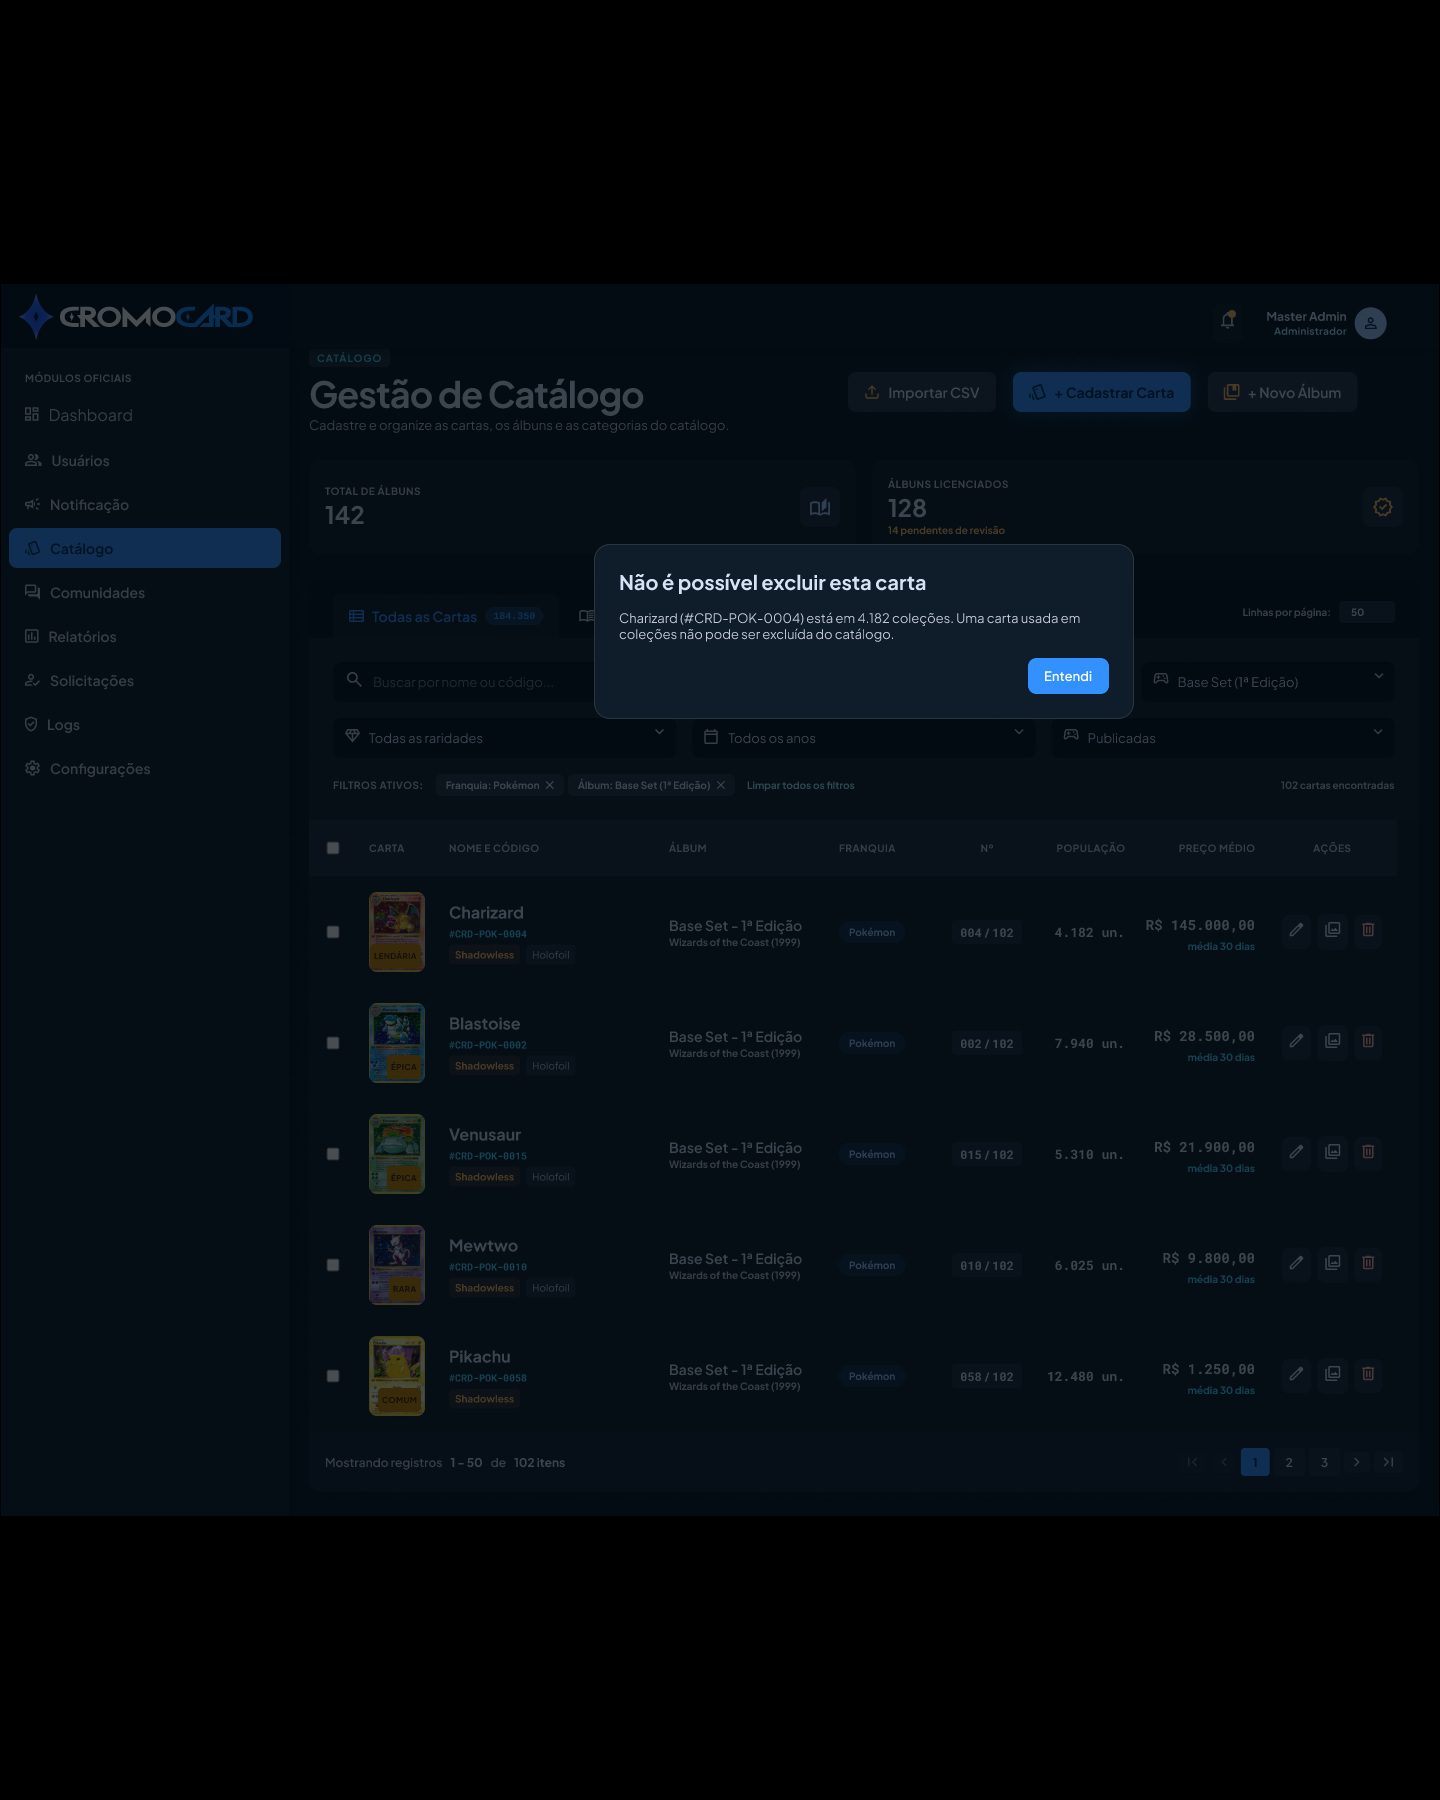 CROMOCARD
Master Admin
Administrador
MÓDULOS OFICIAIS
Dashboard
Usuários
Notificação
Catálogo
Comunidades
Relatórios
Solicitações
Logs
Configurações
CATÁLOGO
Gestão de Catálogo
Cadastre e organize as cartas, os álbuns e as categorias do catálogo.
Importar CSV
+ Cadastrar Carta
+ Novo Álbum
TOTAL DE ÁLBUNS
142
ÁLBUNS LICENCIADOS
128
14 pendentes de revisão
Não é possível excluir esta carta
Charizard (#CRD-POK-0004) está em 4.182 coleções. Uma carta usada em
coleções não pode ser excluída do catálogo.
Entendi
Todas as Cartas 184.350
Linhas por página: 50
Buscar por nome ou código...
Base Set (1ª Edição)
Todas as raridades
Todos os anos
Publicadas
FILTROS ATIVOS: Franquia: Pokémon Álbum: Base Set (1ª Edição) Limpar todos os filtros
102 cartas encontradas
CARTA NOME E CÓDIGO ÁLBUM FRANQUIA Nº POPULAÇÃO PREÇO MÉDIO AÇÕES
LENDÁRIA
Charizard
#CRD-POK-0004
Shadowless Holofoil
Base Set - 1ª Edição
Wizards of the Coast (1999)
Pokémon
004 / 102
4.182 un.
R$ 145.000,00
média 30 dias
ÉPICA
Blastoise
#CRD-POK-0002
Shadowless Holofoil
Base Set - 1ª Edição
Wizards of the Coast (1999)
Pokémon
002 / 102
7.940 un.
R$ 28.500,00
média 30 dias
ÉPICA
Venusaur
#CRD-POK-0015
Shadowless Holofoil
Base Set - 1ª Edição
Wizards of the Coast (1999)
Pokémon
015 / 102
5.310 un.
R$ 21.900,00
média 30 dias
RARA
Mewtwo
#CRD-POK-0010
Shadowless Holofoil
Base Set - 1ª Edição
Wizards of the Coast (1999)
Pokémon
010 / 102
6.025 un.
R$ 9.800,00
média 30 dias
COMUM
Pikachu
#CRD-POK-0058
Shadowless
Base Set - 1ª Edição
Wizards of the Coast (1999)
Pokémon
058 / 102
12.480 un.
R$ 1.250,00
média 30 dias
Mostrando registros 1 – 50 de 102 itens
1 2 3